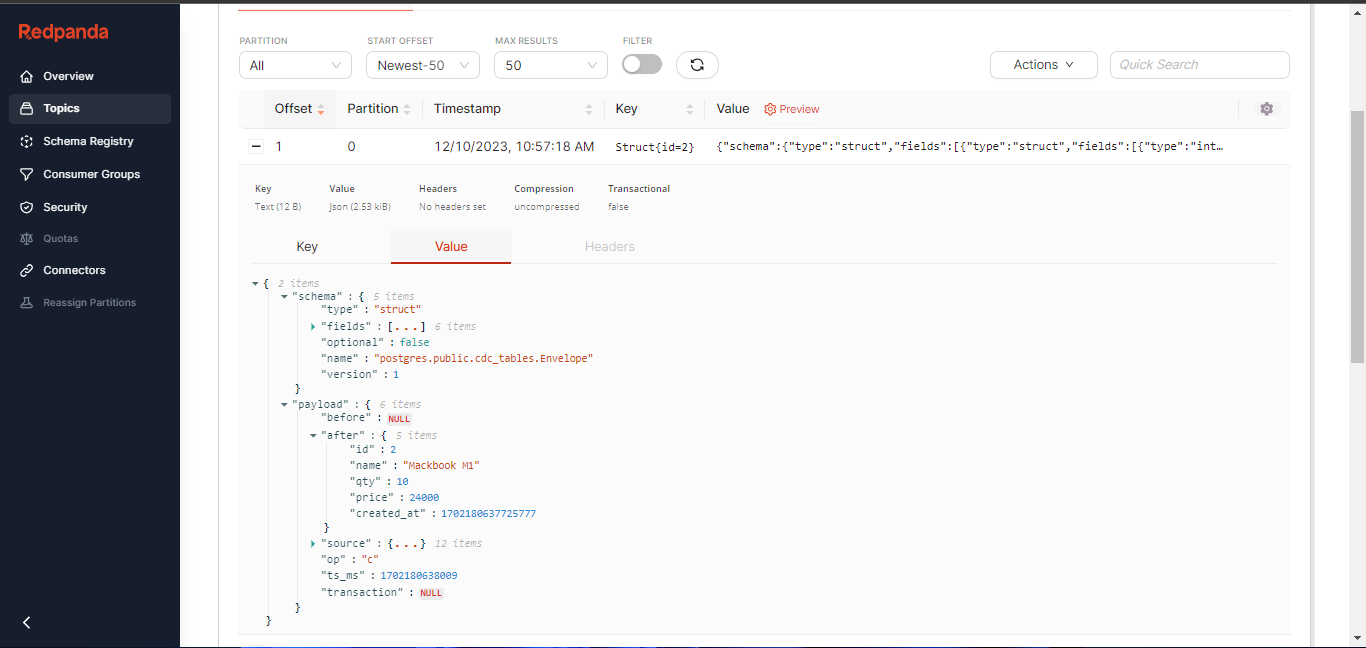 Redpanda
Overview
Topics
Schema Registry
Consumer Groups
Security
Quotas
Connectors
Reassign Partitions
PARTITION START OFFSET MAX RESULTS FILTER
All Newest-50 50 Actions Quick Search
Offset Partition Timestamp Key Value Preview
1 0 12/10/2023, 10:57:18 AM Struct{id=2} {"schema":{"type":"struct","fields":[{"type":"struct","fields":[{"type":"int…
Key Value Headers Compression Transactional
Text (12 B) Json (2.53 kiB) No headers set uncompressed false
Key Value Headers
{ 2 items
"schema" : { 5 items
"type" : "struct"
"fields" : [...] 6 items
"optional" : false
"name" : "postgres.public.cdc_tables.Envelope"
"version" : 1
}
"payload" : { 6 items
"before" : NULL
"after" : { 5 items
"id" : 2
"name" : "Mackbook M1"
"qty" : 10
"price" : 24000
"created_at" : 1702180637725777
}
"source" : {...} 12 items
"op" : "c"
"ts_ms" : 1702180638009
"transaction" : NULL
}
}